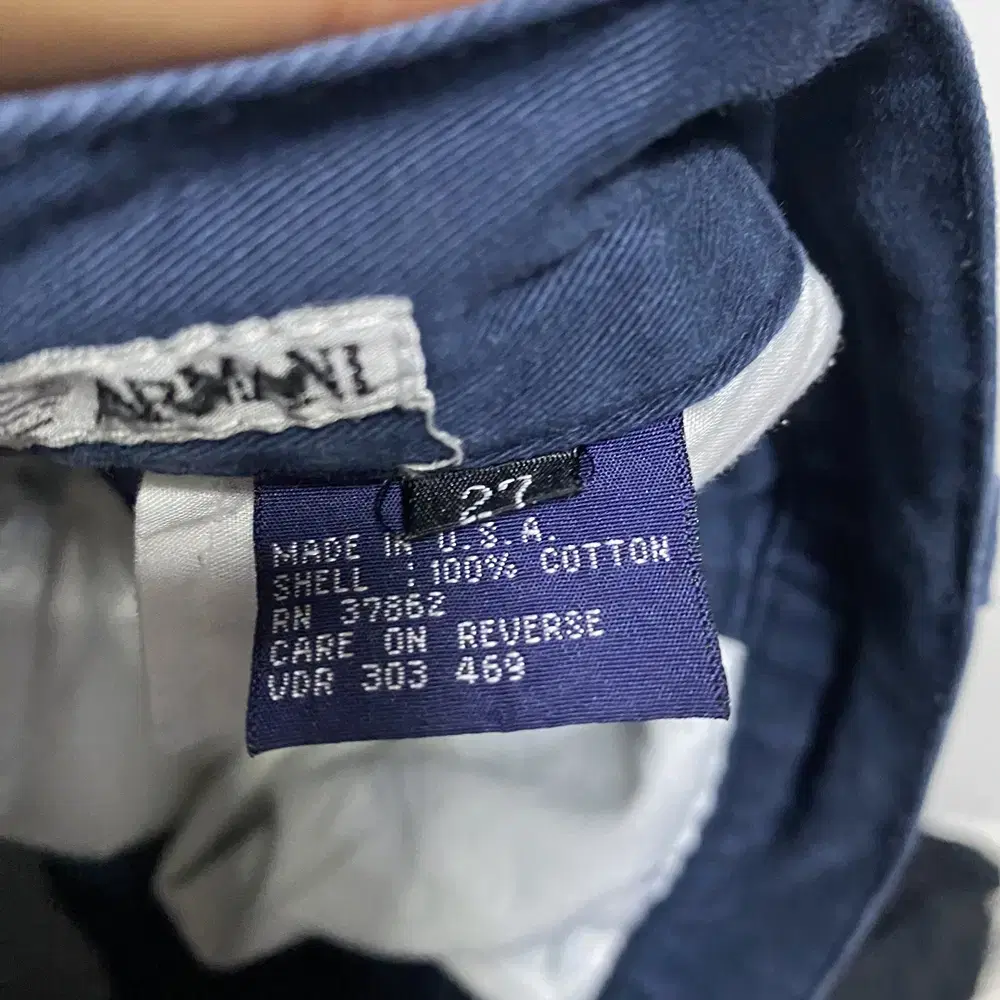 ARMANI
27
MADE IN U.S.A.
SHELL : 100% COTTON
RN 37862
CARE ON REVERSE
VDR 303 469